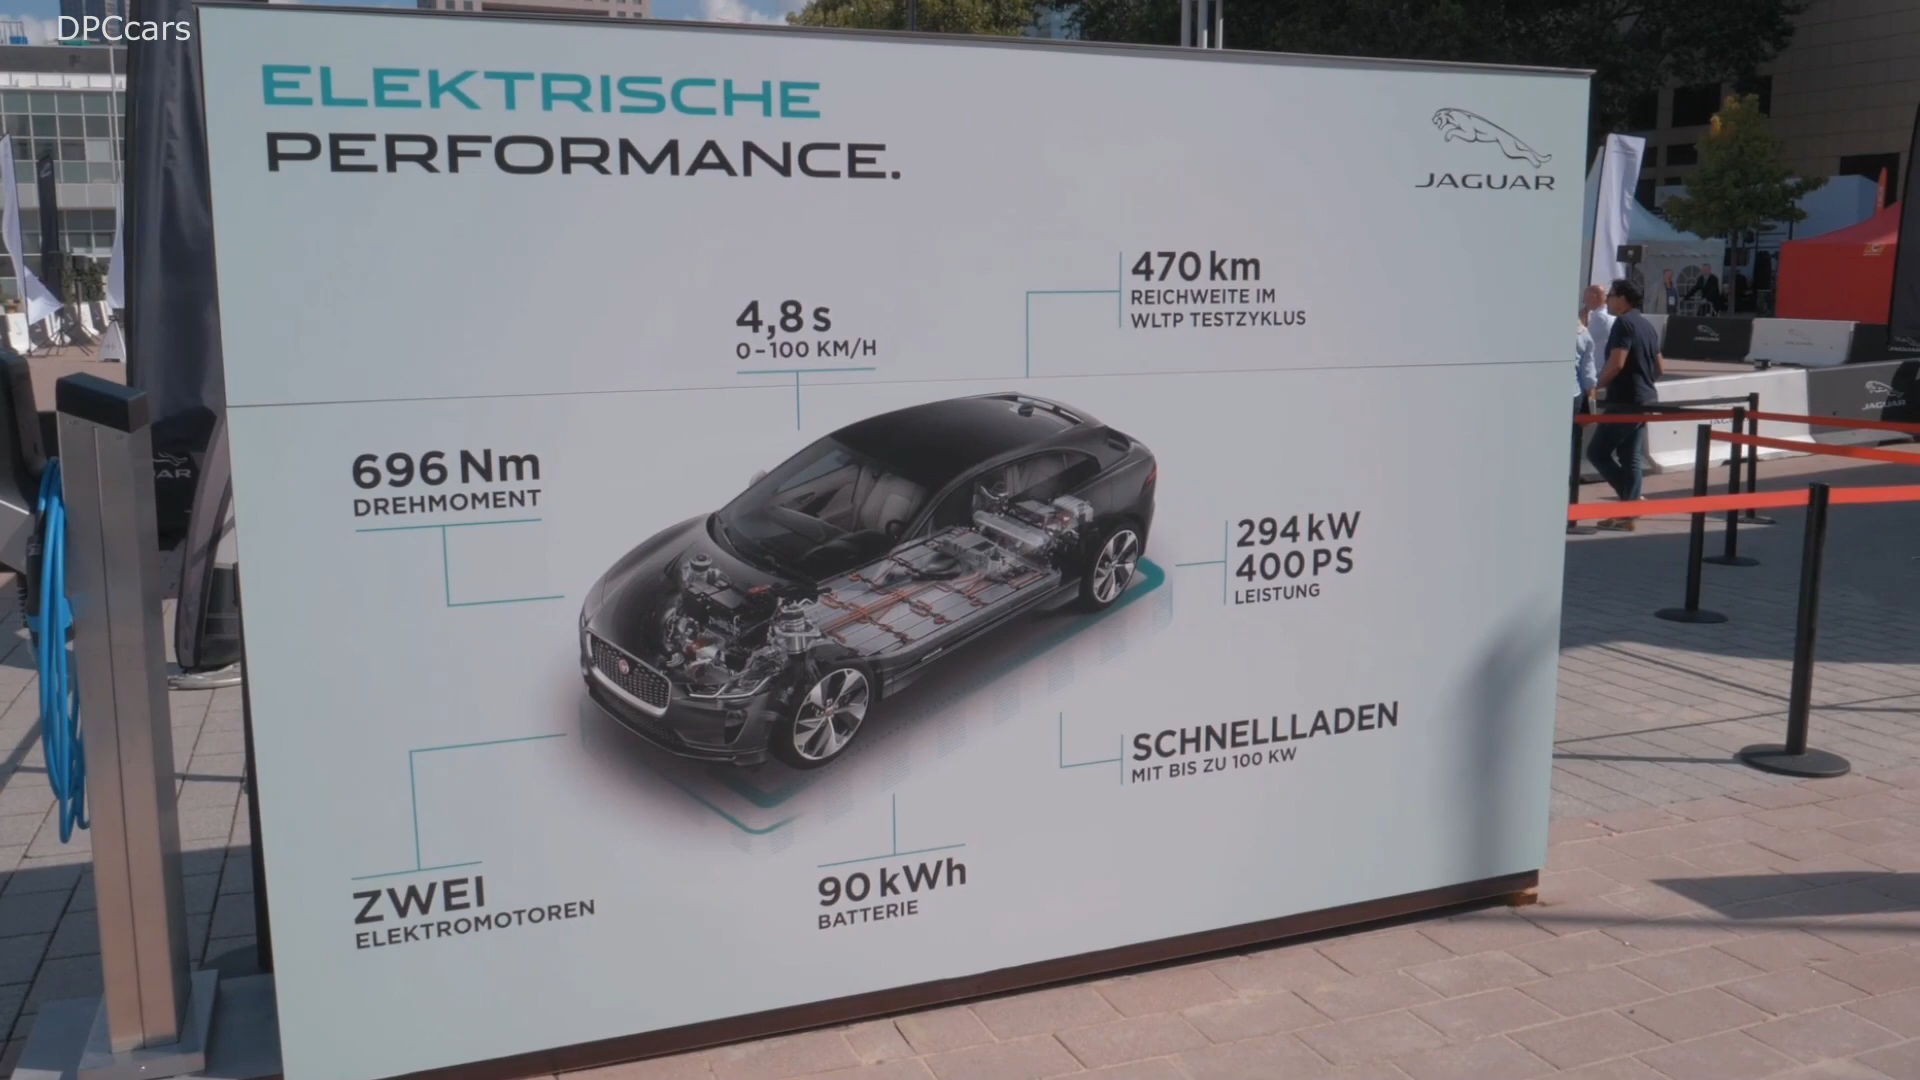 DPCcars
ELEKTRISCHE
PERFORMANCE.
JAGUAR
470 km
REICHWEITE IM
WLTP TESTZYKLUS
4,8 s
0–100 KM/H
696 Nm
DREHMOMENT
294 kW
400 PS
LEISTUNG
SCHNELLLADEN
MIT BIS ZU 100 KW
ZWEI
ELEKTROMOTOREN
90 kWh
BATTERIE
JAGUAR